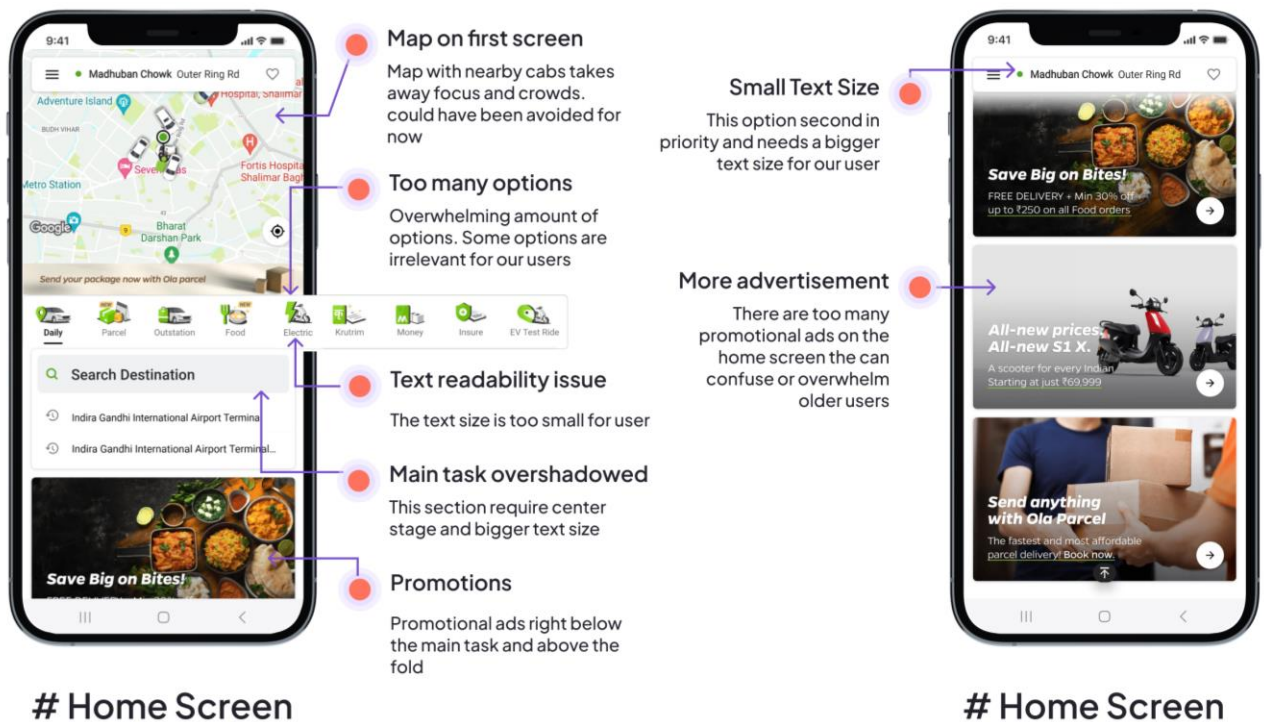 9:41
Madhuban Chowk Outer Ring Rd
Adventure Island
Hospital, Shalimar
BUDH VIHAR
Fortis Hospita
Shalimar Bagh
Metro Station
Google
Bharat
Darshan Park
Send your package now with Ola parcel
NEW
NEW
Daily
Parcel
Outstation
Food
Electric
Krutrim
Money
Insure
EV Test Ride
Search Destination
Indira Gandhi International Airport Terminal
Indira Gandhi International Airport Terminal...
Save Big on Bites!
# Home Screen
Map on first screen
Map with nearby cabs takes
away focus and crowds.
could have been avoided for
now
Too many options
Overwhelming amount of
options. Some options are
irrelevant for our users
Text readability issue
The text size is too small for user
Main task overshadowed
This section require center
stage and bigger text size
Promotions
Promotional ads right below
the main task and above the
fold
Small Text Size
This option second in
priority and needs a bigger
text size for our user
More advertisement
There are too many
promotional ads on the
home screen the can
confuse or overwhelm
older users
9:41
Madhuban Chowk Outer Ring Rd
Save Big on Bites!
FREE DELIVERY + Min 30% off
up to ₹250 on all Food orders
All-new prices.
All-new S1 X.
A scooter for every Indian
Starting at just ₹69,999
Send anything
with Ola Parcel
The fastest and most affordable
parcel delivery! Book now.
# Home Screen